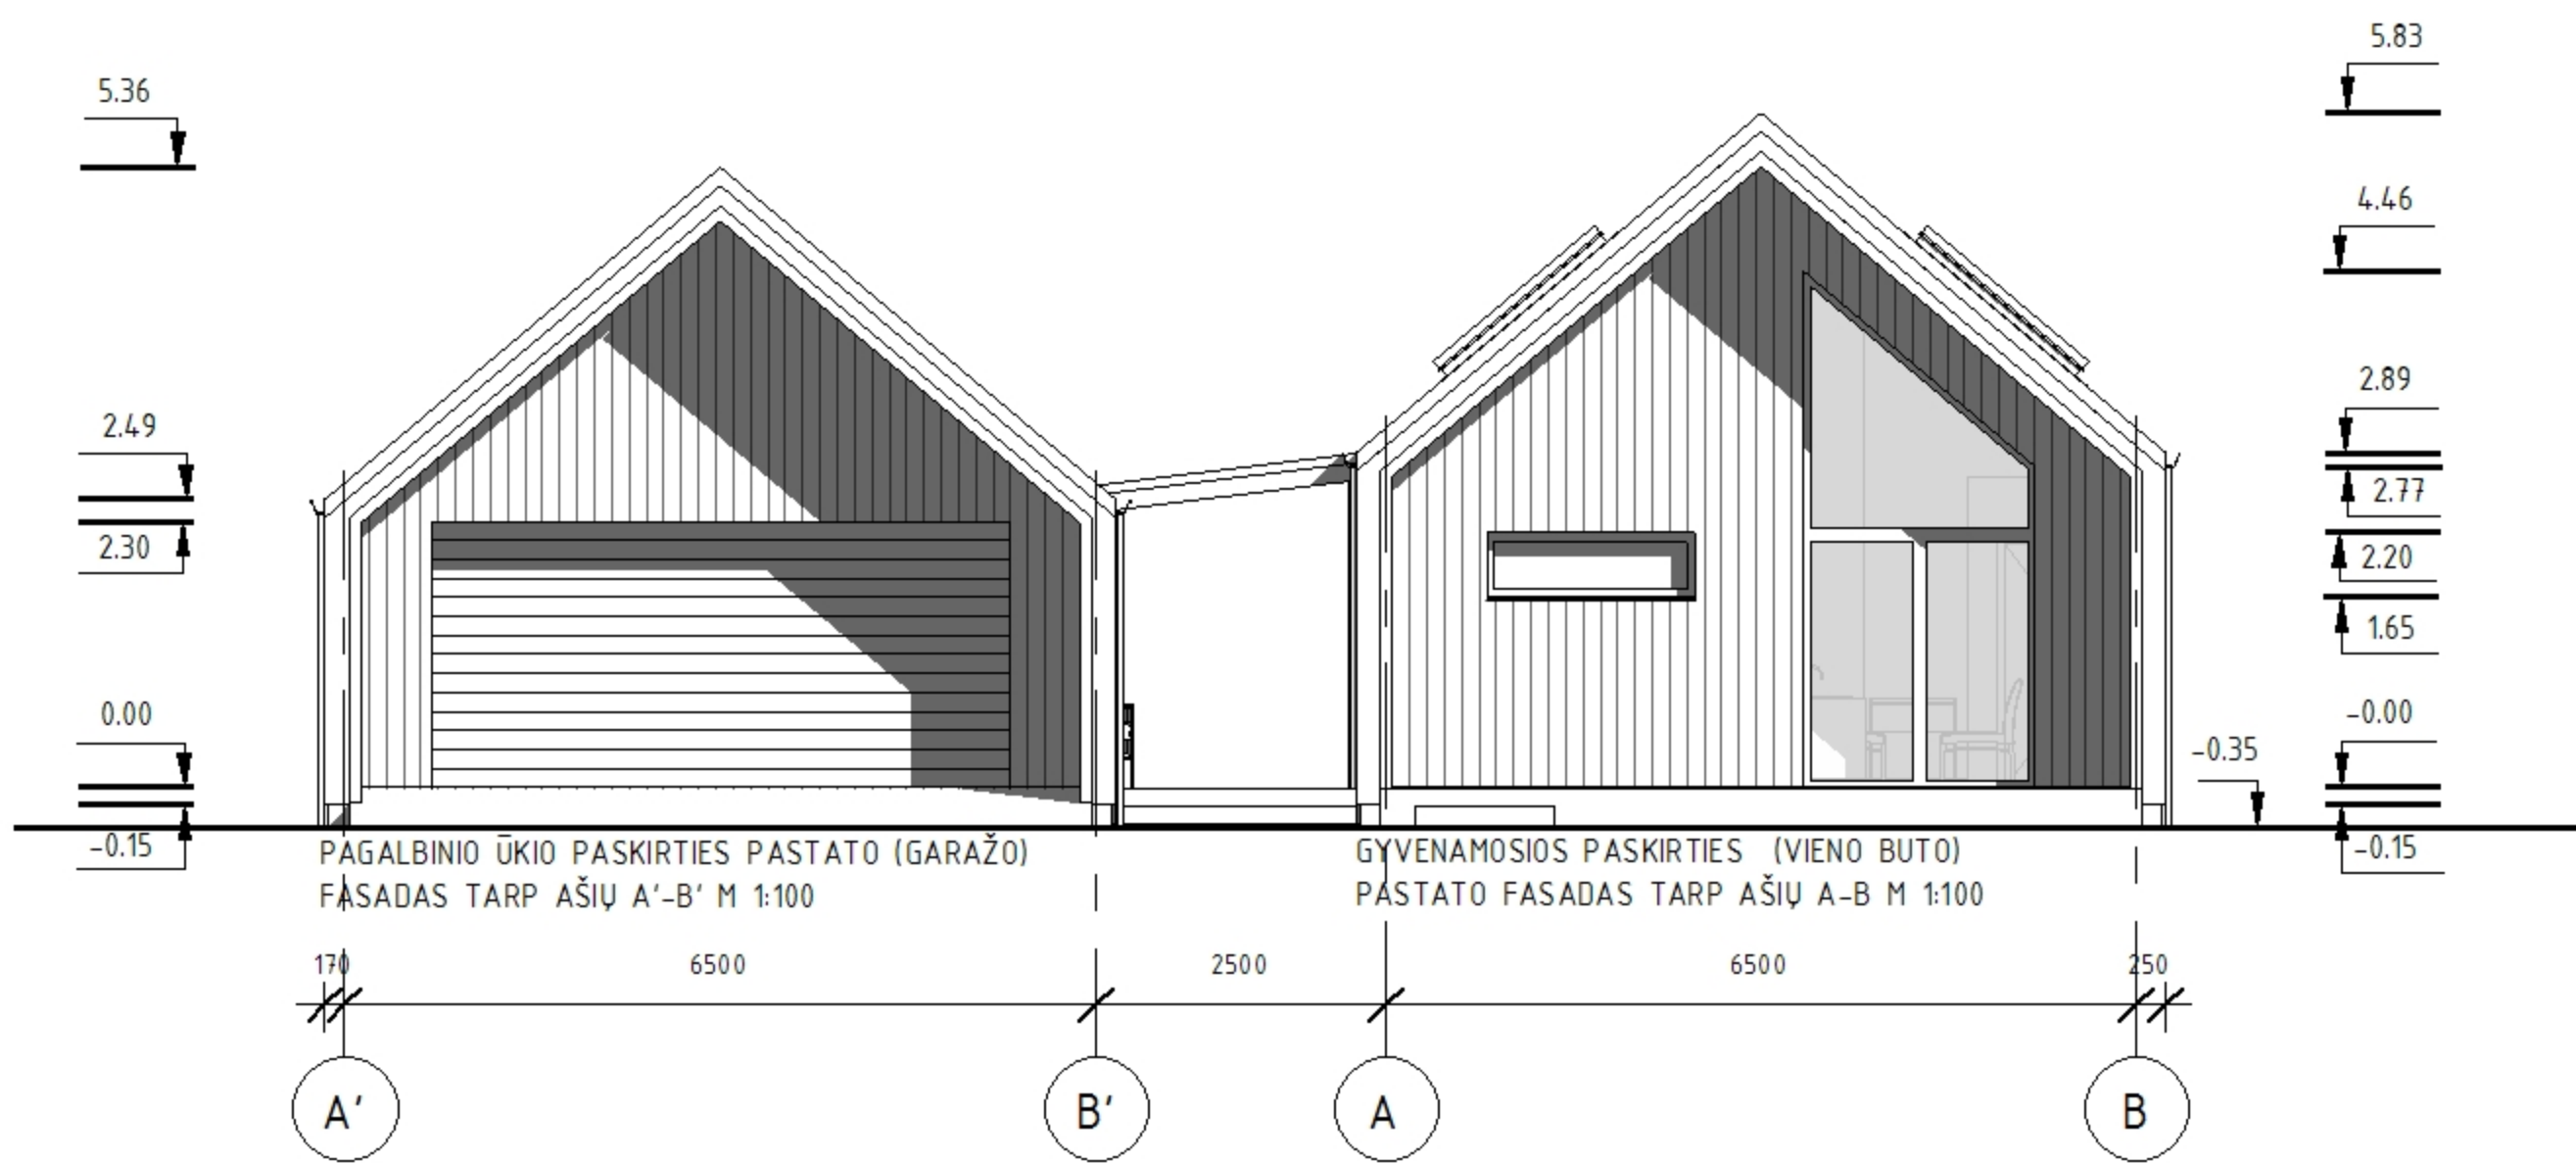 5.83
5.36
4.46
2.89
2.49
2.77
2.30
2.20
1.65
0.00
-0.00
-0.35
-0.15
-0.15
PAGALBINIO ŪKIO PASKIRTIES PASTATO (GARAŽO)
FASADAS TARP AŠIŲ A'-B' M 1:100
GYVENAMOSIOS PASKIRTIES (VIENO BUTO)
PASTATO FASADAS TARP AŠIŲ A-B M 1:100
170 6500 2500 6500 250
A' B' A B